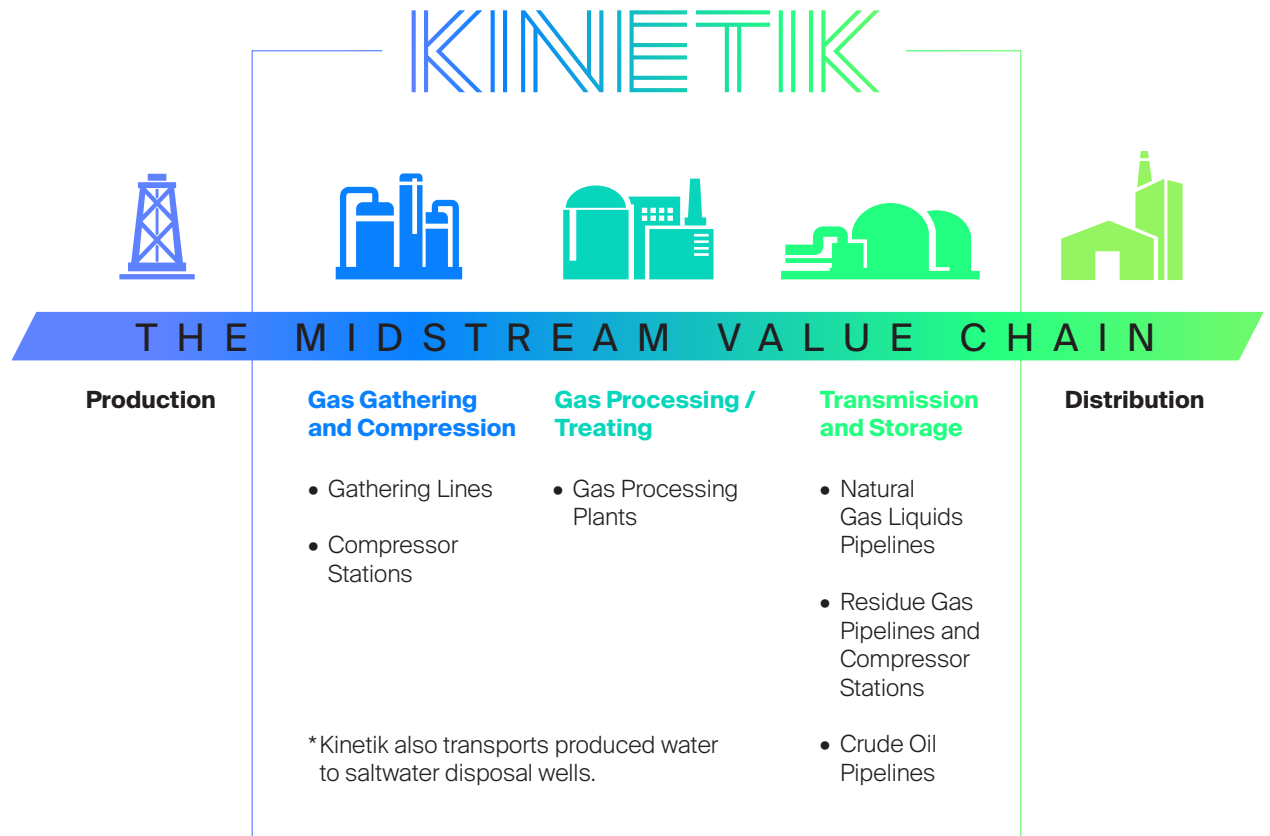 KINETIK
THE MIDSTREAM VALUE CHAIN
Production
Gas Gathering
and Compression
• Gathering Lines
• Compressor
Stations
Gas Processing /
Treating
• Gas Processing
Plants
Transmission
and Storage
• Natural
Gas Liquids
Pipelines
• Residue Gas
Pipelines and
Compressor
Stations
• Crude Oil
Pipelines
Distribution
*Kinetik also transports produced water
to saltwater disposal wells.